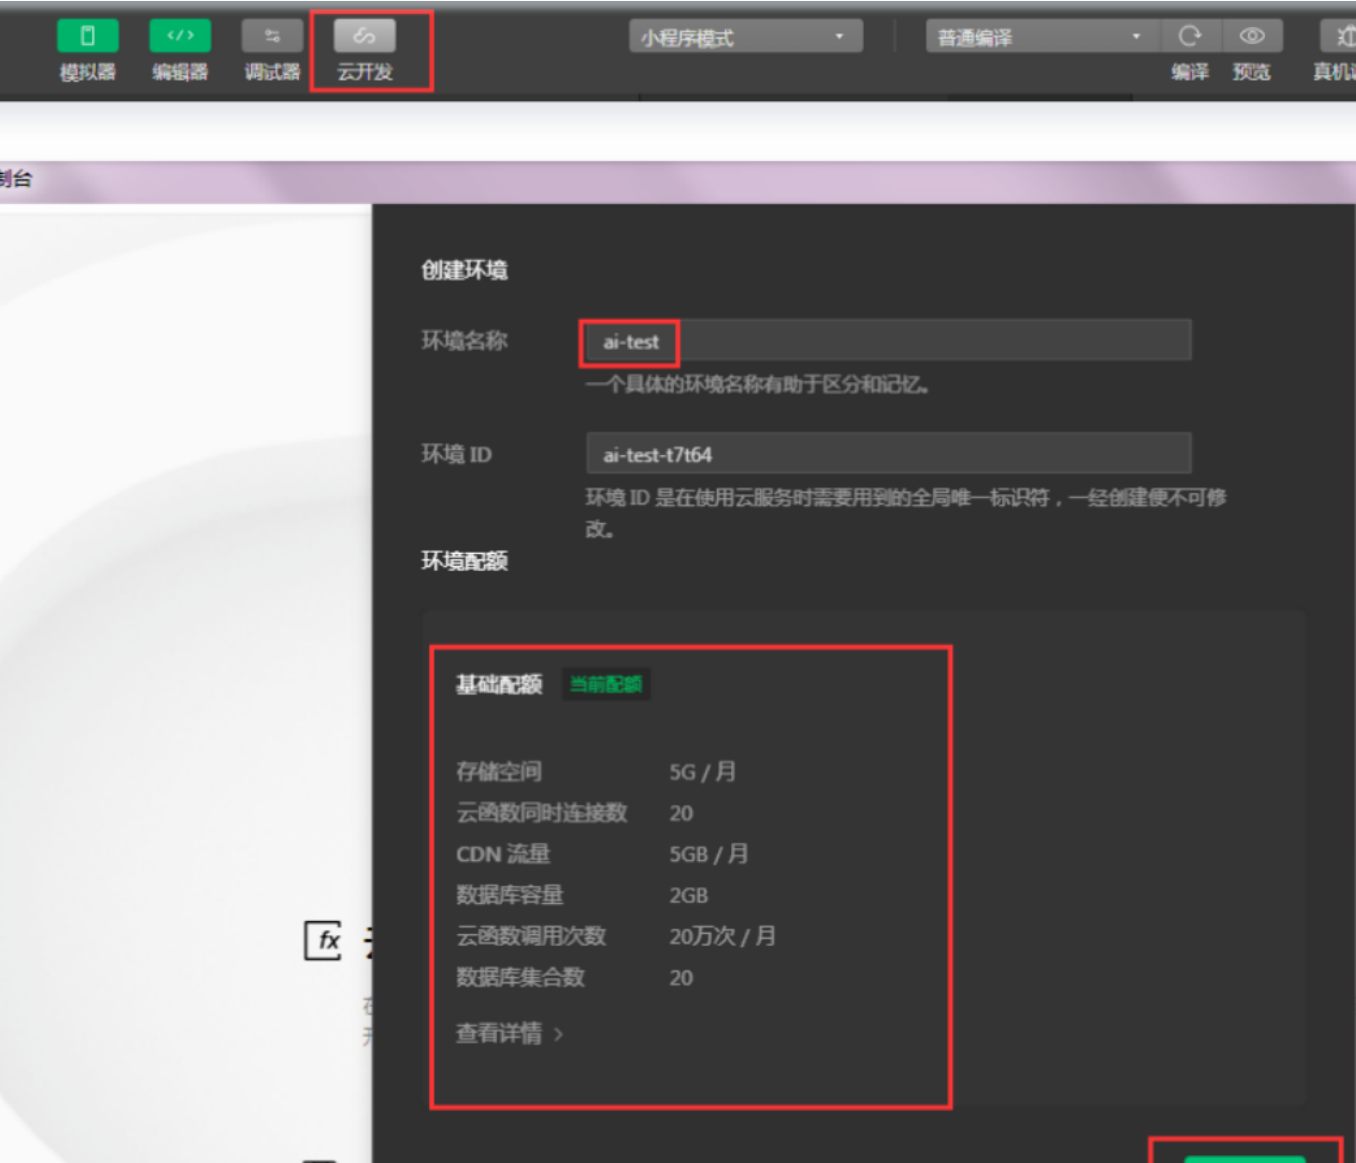 小程序模式
普通编译
模拟器
编辑器
调试器
云开发
编译
预览
真机
制台
创建环境
环境名称
ai-test
一个具体的环境名称有助于区分和记忆。
环境 ID
ai-test-t7t64
环境 ID 是在使用云服务时需要用到的全局唯一标识符，一经创建便不可修
改。
环境配额
基础配额 当前配额
存储空间 5G / 月
云函数同时连接数 20
CDN 流量 5GB / 月
数据库容量 2GB
云函数调用次数 20万次 / 月
数据库集合数 20
查看详情 >
fx